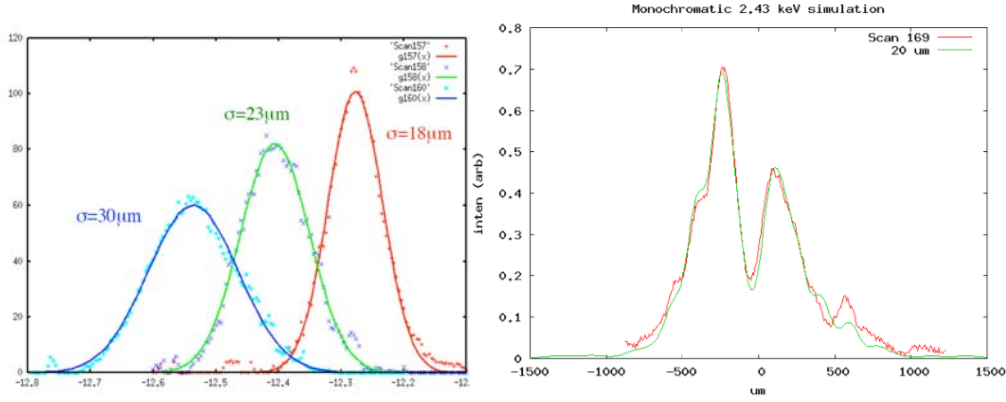 120
100
80
60
40
20
0
-12.8
-12.7
-12.6
-12.5
-12.4
-12.3
-12.2
'Scan157'
g157(x)
'Scan158'
g158(x)
'Scan160'
g160(x)
σ=30μm
σ=23μm
σ=18μm
Monochromatic 2.43 keV simulation
Scan 169
20 um
inten (arb)
0.8
0.7
0.6
0.5
0.4
0.3
0.2
0.1
0
-1500
-1000
-500
0
500
1000
1500
um